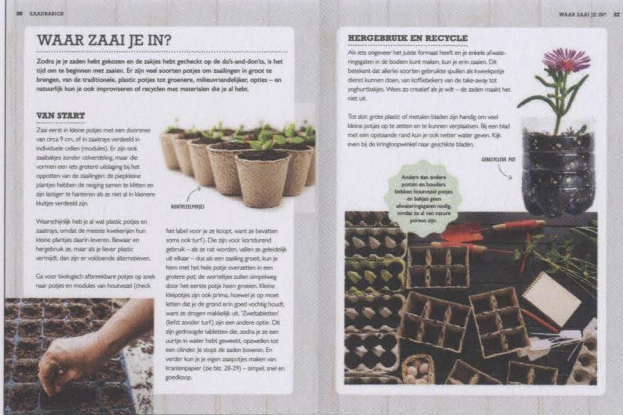 26 ZAADBASICS
WAAR ZAAI JE IN?
Zodra je je zaden hebt gekozen en de zakjes hebt gecheckt op de do's-and-don'ts, is het
tijd om te beginnen met zaaien. Er zijn veel soorten potjes om zaailingen in groot te
brengen, van de traditionele, plastic potjes tot groenere, milieuvriendelijker, opties – en
natuurlijk kun je ook improviseren of recyclen met materialen die je al hebt.
VAN START
Zaai eerst in kleine potjes met een doorsnee
van circa 9 cm, of in zaaitrays verdeeld in
individuele cellen (modules). Er zijn ook
zaaibakjes zonder celverdeling, maar die
vormen een iets grotere uitdaging bij het
oppotten van de zaailingen: de piepkleine
plantjes hebben de neiging samen te klitten en
zijn lastiger te hanteren als ze niet al in kleinere
kluitjes verdeeld zijn.
Waarschijnlijk heb je al wat plastic potjes en
zaaitrays, omdat de meeste kwekerijen hun
kleine plantjes daarin leveren. Bewaar en
hergebruik ze, maar als je liever plastic
vermijdt, dan zijn er voldoende alternatieven.
Ga voor biologisch afbreekbare potjes op zoek
naar potjes en modules van houtvezel (check
HOUTVEZELPOTJES
het label voor je ze koopt, want ze bevatten
soms ook turf). Die zijn voor kortdurend
gebruik – als ze nat worden, vallen ze geleidelijk
uit elkaar – dus als een zaailing groeit, kun je
hem met het hele potje overzetten in een
grotere pot; de worteltjes zullen simpelweg
door het eerste potje heen groeien. Kleine
kleipotjes zijn ook prima, hoewel je op moet
letten dat je de grond erin goed vochtig houdt,
want ze drogen makkelijk uit. 'Zweltabletten'
(liefst zonder turf) zijn een andere optie. Dit
zijn gedroogde tabletten die, zodra je ze een
uurtje in water hebt geweekt, opzwellen tot
een cilinder. Je stopt de zaden bovenin. En
verder kun je je eigen zaaipotjes maken van
krantenpapier (zie blz. 28-29) – simpel, snel en
goedkoop.
WAAR ZAAI JE IN? 27
HERGEBRUIK EN RECYCLE
Als iets ongeveer het juiste formaat heeft en je enkele afwate-
ringsgaten in de bodem kunt maken, kun je erin zaaien. Dit
betekent dat allerlei soorten gebruikte spullen als kweekpotje
dienst kunnen doen, van koffiebekers van de take-away tot
yoghurtbakjes. Wees zo creatief als je wilt – de zaden maakt het
niet uit.
Tot slot: grote plastic of metalen bladen zijn handig om veel
kleine potjes op te zetten en te kunnen verplaatsen. Bij een blad
met een opstaande rand kun je ook netter water geven. Kijk
even bij de kringloopwinkel naar geschikte bladen.
GERECYCLEDE POT
Anders dan andere
potten en houders
hebben houtvezel potjes
en bakjes geen
afwateringsgaten nodig,
omdat ze al van nature
poreus zijn.